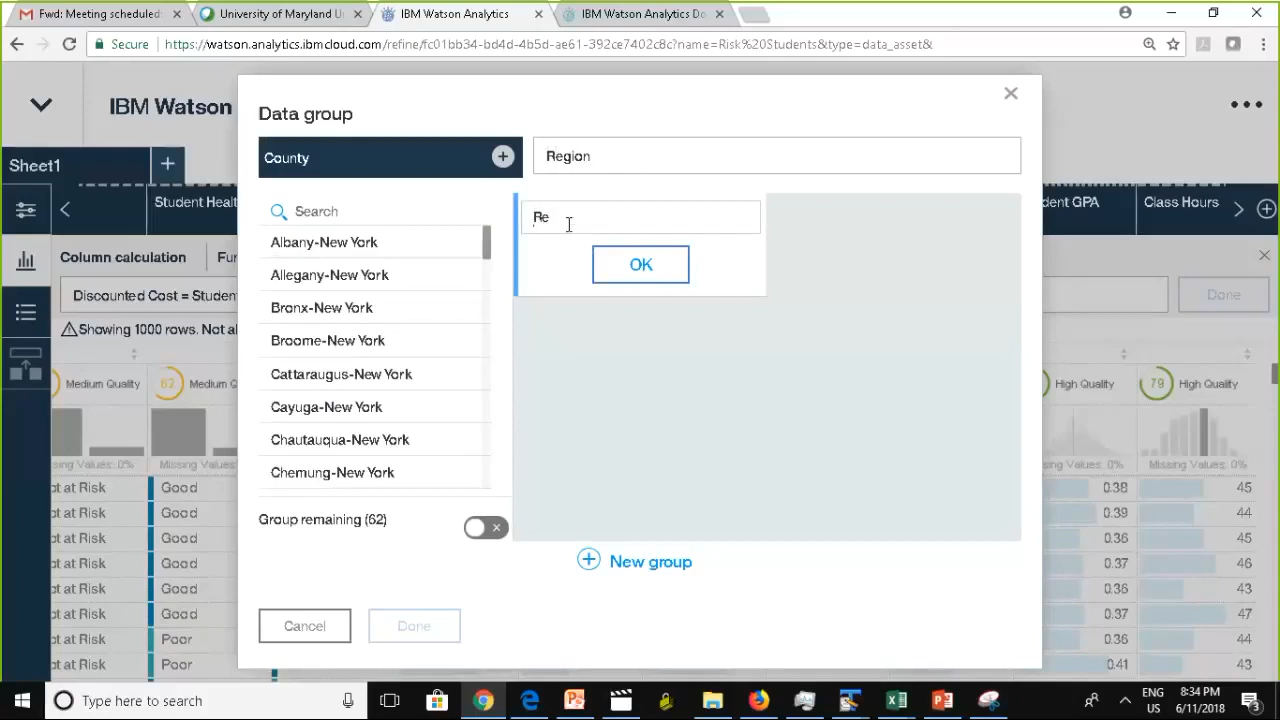 Fwd: Meeting scheduled:
University of Maryland U
IBM Watson Analytics
IBM Watson Analytics Do
Secure
https://watson.analytics.ibmcloud.com/refine/fc01bb34-bd4d-4b5d-ae61-392ce7402c8c?name=Risk%20Students&type=data_asset&
IBM Watson
Sheet1
Student Healt
dent GPA
Class Hours
Column calculation
Fun
Discounted Cost = Student
Done
Showing 1000 rows. Not al
Medium Quality
62
Medium Q
High Quality
79
High Quality
sing Values: 0%
Missing Values
sing Values: 0%
Missing Values: 0%
ot at Risk Good 0.38 45
ot at Risk Good 0.39 44
ot at Risk Good 0.36 45
ot at Risk Good 0.37 46
ot at Risk Good 0.36 43
ot at Risk Good 0.37 47
ot at Risk Poor 0.36 44
ot at Risk Poor 0.41 43
Data group
County
Region
Search
Albany-New York
Allegany-New York
Bronx-New York
Broome-New York
Cattaraugus-New York
Cayuga-New York
Chautauqua-New York
Chemung-New York
Group remaining (62)
Re
OK
New group
Cancel
Done
Type here to search
ENG
US
8:34 PM
6/11/2018
3